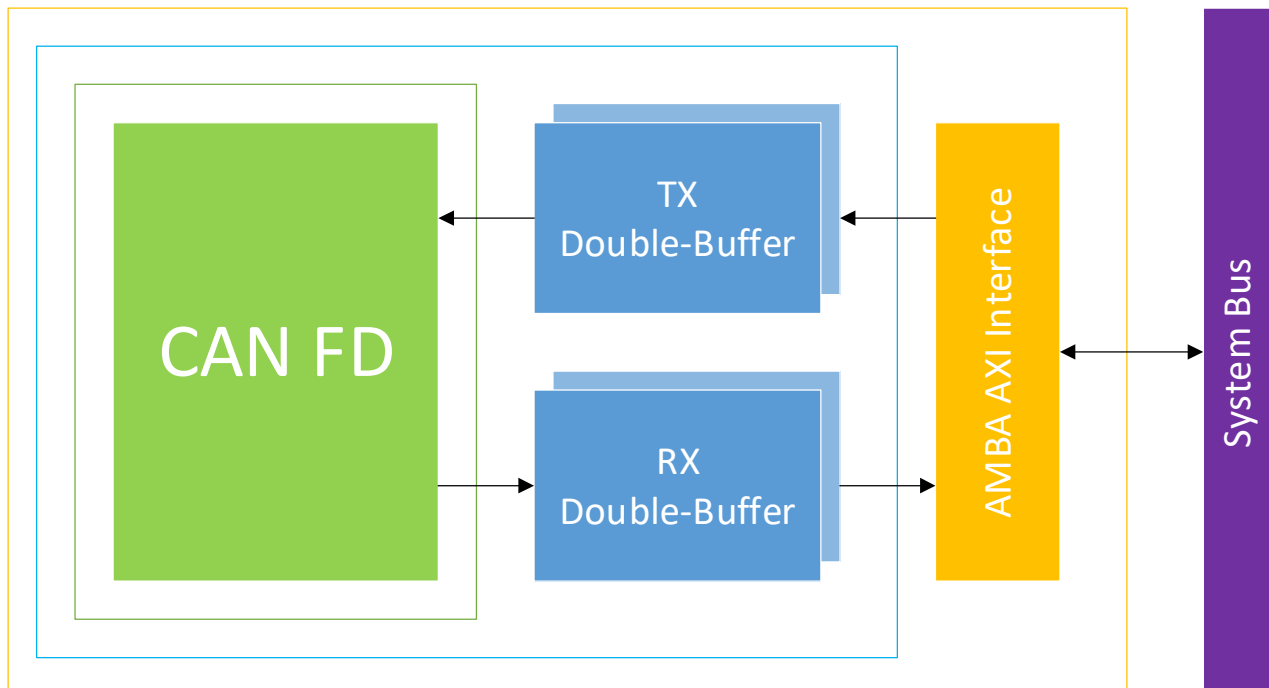 CAN FD
TX
Double-Buffer
RX
Double-Buffer
AMBA AXI Interface
System Bus